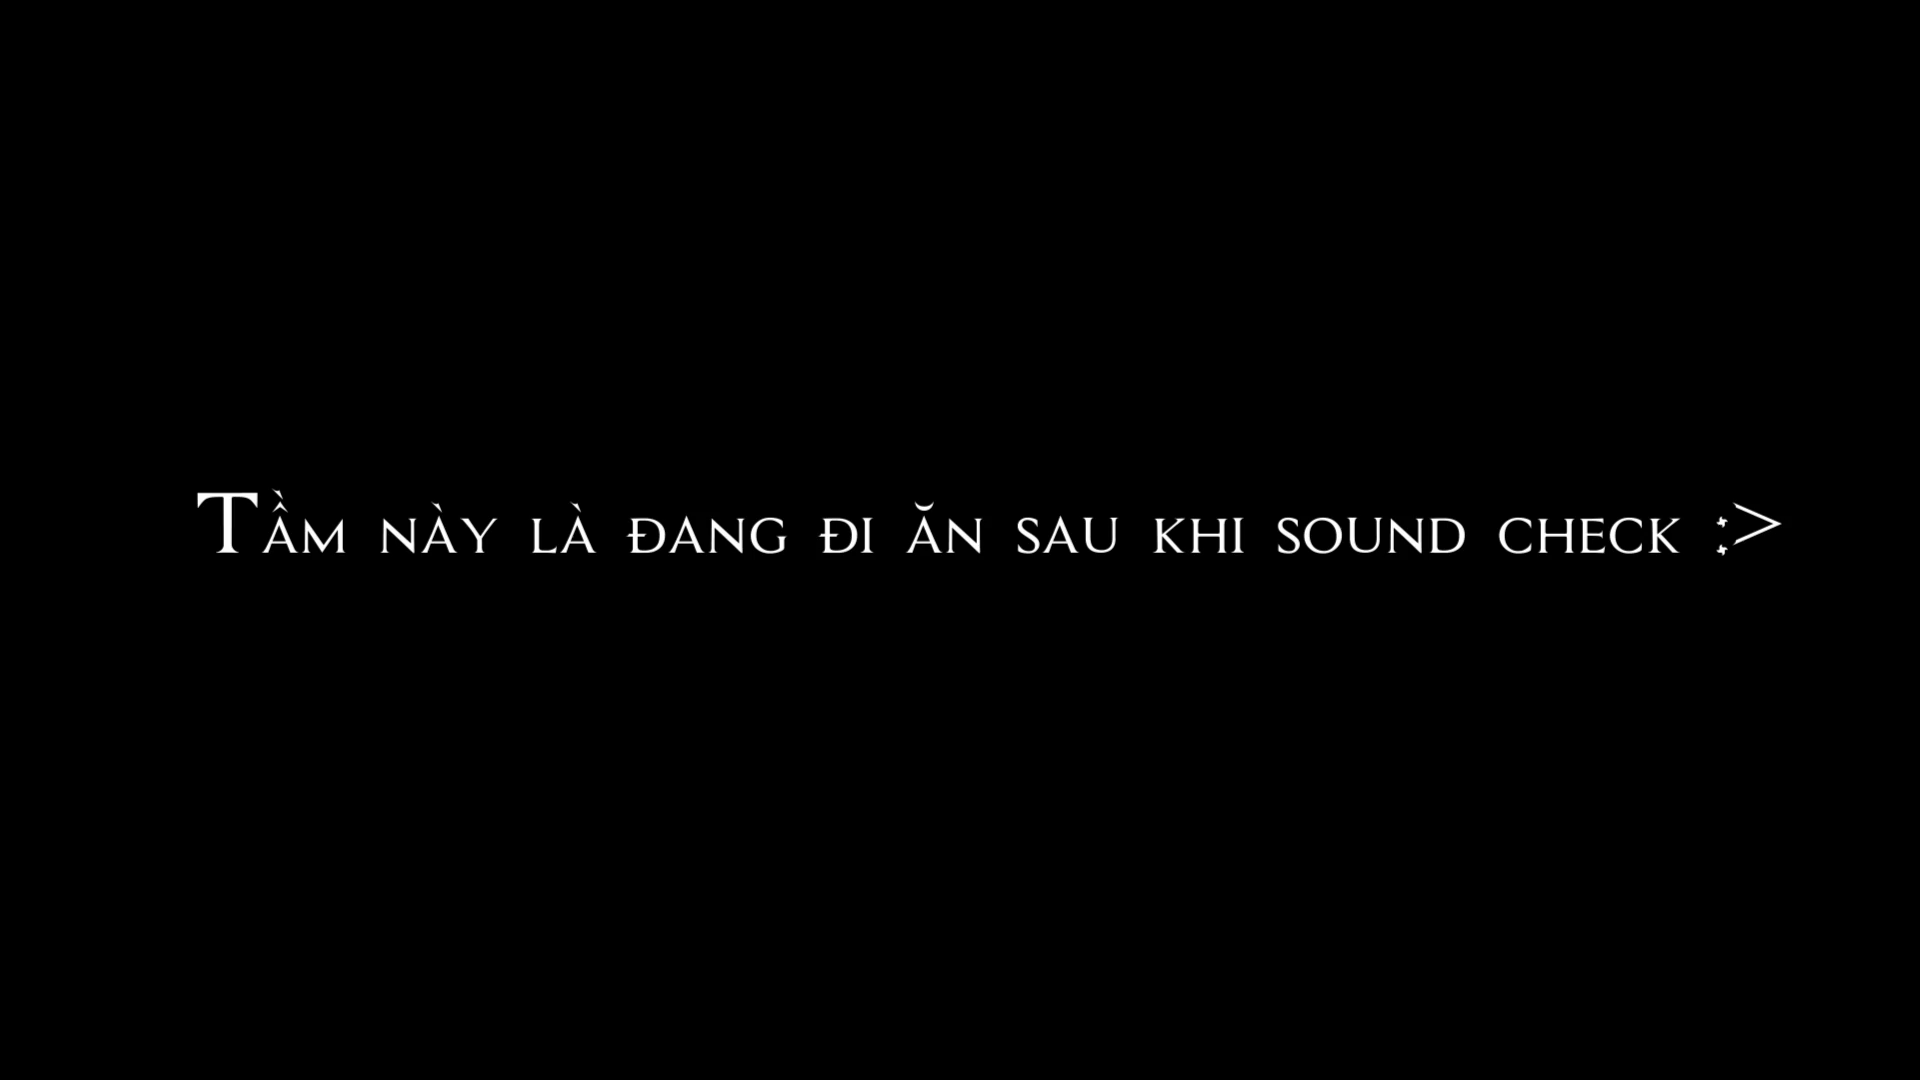 Tầm này là đang đi ăn sau khi sound check :>